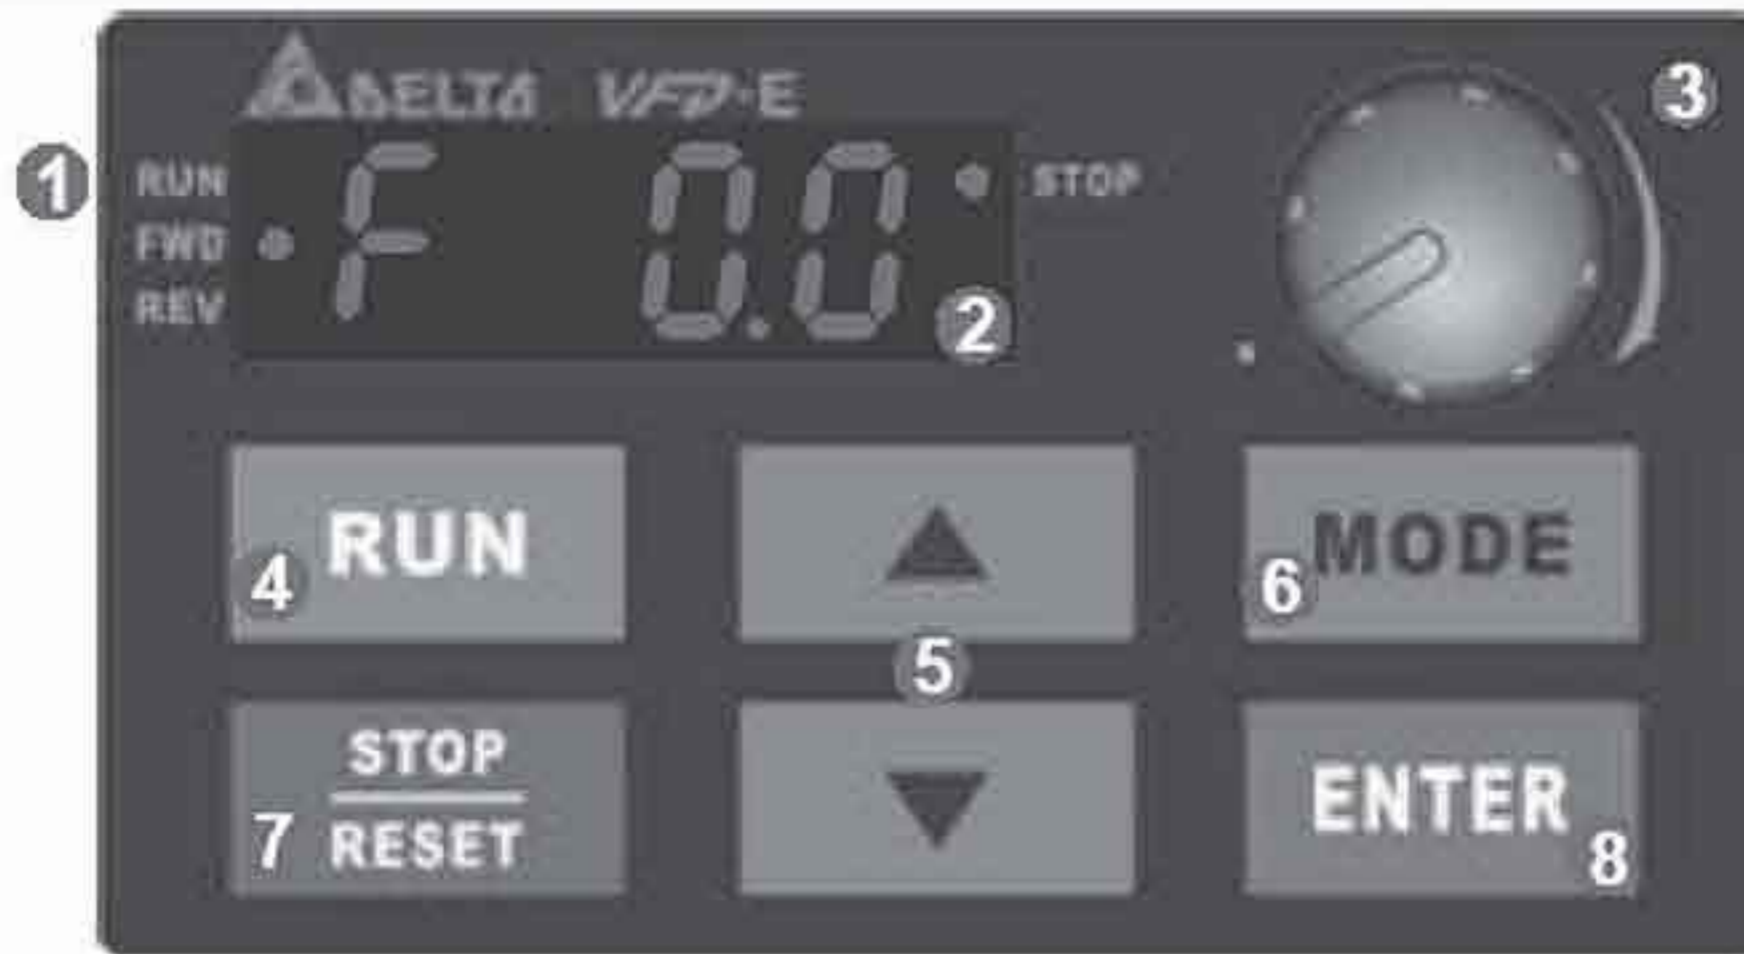 DELTA VFD-E
3
1 RUN F 0.0 STOP
FWD
REV
2
RUN
4
MODE
6
5
STOP
RESET
7
ENTER
8